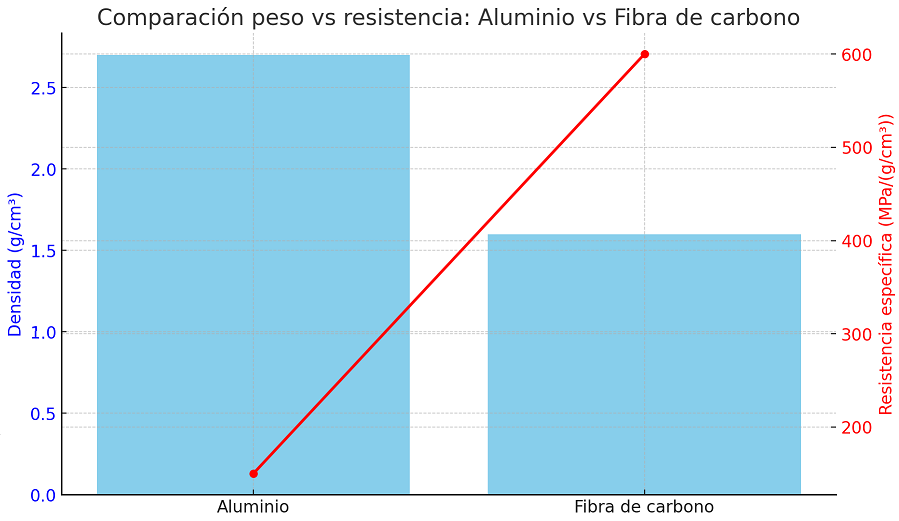 Comparación peso vs resistencia: Aluminio vs Fibra de carbono
Densidad (g/cm³)
2.5
2.0
1.5
1.0
0.5
0.0
600
500
400
300
200
Resistencia específica (MPa/(g/cm³))
Aluminio
Fibra de carbono